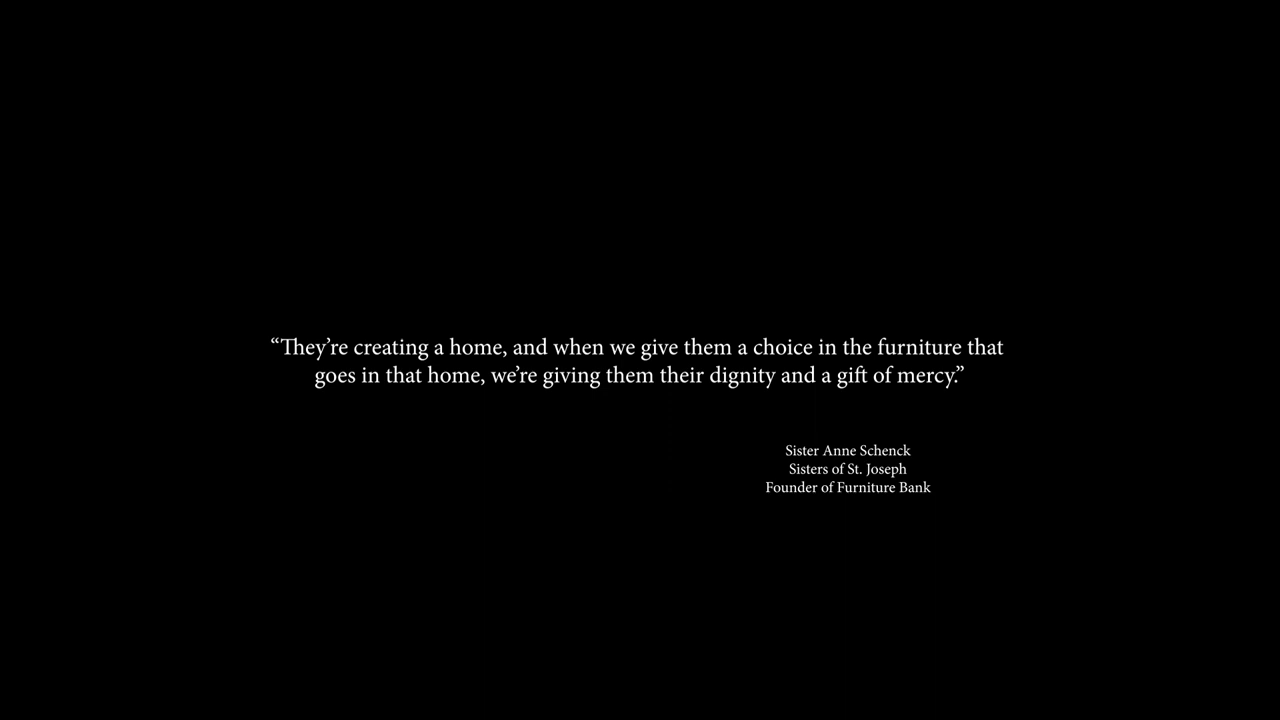 “They’re creating a home, and when we give them a choice in the furniture that
goes in that home, we’re giving them their dignity and a gift of mercy.”
Sister Anne Schenck
Sisters of St. Joseph
Founder of Furniture Bank